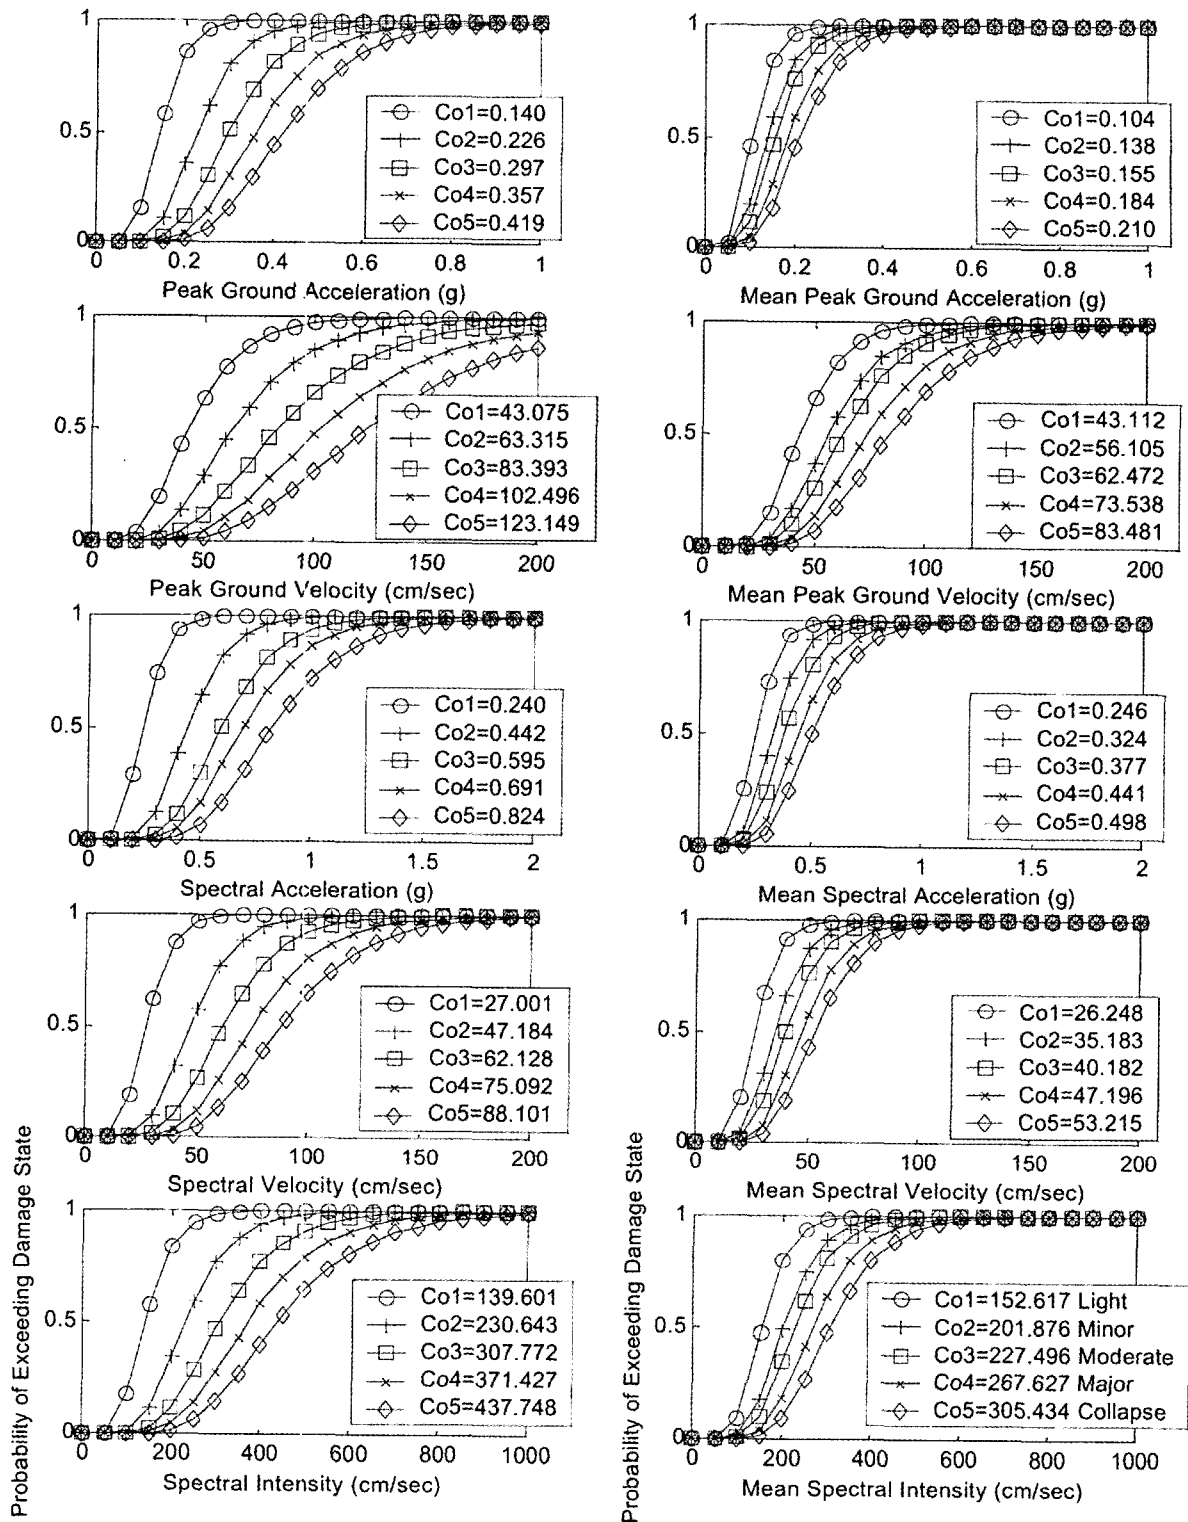 1
0.5
0
Co1=0.140
Co2=0.226
Co3=0.297
Co4=0.357
Co5=0.419
0 0.2 0.4 0.6 0.8 1
Peak Ground Acceleration (g)
1
0.5
0
Co1=0.104
Co2=0.138
Co3=0.155
Co4=0.184
Co5=0.210
0 0.2 0.4 0.6 0.8 1
Mean Peak Ground Acceleration (g)
1
0.5
0
Co1=43.075
Co2=63.315
Co3=83.393
Co4=102.496
Co5=123.149
0 50 100 150 200
Peak Ground Velocity (cm/sec)
1
0.5
0
Co1=43.112
Co2=56.105
Co3=62.472
Co4=73.538
Co5=83.481
0 50 100 150 200
Mean Peak Ground Velocity (cm/sec)
1
0.5
0
Co1=0.240
Co2=0.442
Co3=0.595
Co4=0.691
Co5=0.824
0 0.5 1 1.5 2
Spectral Acceleration (g)
1
0.5
0
Co1=0.246
Co2=0.324
Co3=0.377
Co4=0.441
Co5=0.498
0 0.5 1 1.5 2
Mean Spectral Acceleration (g)
1
0.5
0
Co1=27.001
Co2=47.184
Co3=62.128
Co4=75.092
Co5=88.101
0 50 100 150 200
Spectral Velocity (cm/sec)
1
0.5
0
Co1=26.248
Co2=35.183
Co3=40.182
Co4=47.196
Co5=53.215
0 50 100 150 200
Mean Spectral Velocity (cm/sec)
Probability of Exceeding Damage State
1
0.5
0
Co1=139.601
Co2=230.643
Co3=307.772
Co4=371.427
Co5=437.748
0 200 400 600 800 1000
Spectral Intensity (cm/sec)
Probability of Exceeding Damage State
1
0.5
0
Co1=152.617 Light
Co2=201.876 Minor
Co3=227.496 Moderate
Co4=267.627 Major
Co5=305.434 Collapse
0 200 400 600 800 1000
Mean Spectral Intensity (cm/sec)